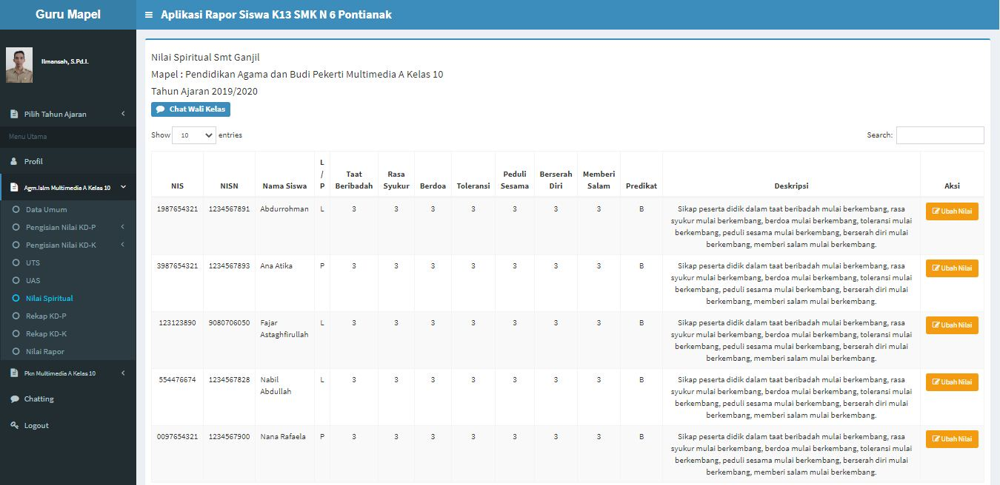 Guru Mapel
≡ Aplikasi Rapor Siswa K13 SMK N 6 Pontianak
Ilmansah, S.Pd.I.
Pilih Tahun Ajaran
Menu Utama
Profil
Agm.Islm Multimedia A Kelas 10
Data Umum
Pengisian Nilai KD-P
Pengisian Nilai KD-K
UTS
UAS
Nilai Spiritual
Rekap KD-P
Rekap KD-K
Nilai Rapor
Pkn Multimedia A Kelas 10
Chatting
Logout
Nilai Spiritual Smt Ganjil
Mapel : Pendidikan Agama dan Budi Pekerti Multimedia A Kelas 10
Tahun Ajaran 2019/2020
Chat Wali Kelas
Show 10 entries
Search:
NIS NISN Nama Siswa L / P Taat Beribadah Rasa Syukur Berdoa Toleransi Peduli Sesama Berserah Diri Memberi Salam Predikat Deskripsi Aksi
1987654321 1234567891 Abdurrohman L 3 3 3 3 3 3 3 B Sikap peserta didik dalam taat beribadah mulai berkembang, rasa Ubah Nilai
syukur mulai berkembang, berdoa mulai berkembang, toleransi mulai
berkembang, peduli sesama mulai berkembang, berserah diri mulai
berkembang, memberi salam mulai berkembang.
3987654321 1234567893 Ana Atika P 3 3 3 3 3 3 3 B Sikap peserta didik dalam taat beribadah mulai berkembang, rasa Ubah Nilai
syukur mulai berkembang, berdoa mulai berkembang, toleransi mulai
berkembang, peduli sesama mulai berkembang, berserah diri mulai
berkembang, memberi salam mulai berkembang.
123123890 9080706050 Fajar L 3 3 3 3 3 3 3 B Sikap peserta didik dalam taat beribadah mulai berkembang, rasa Ubah Nilai
Astaghfirullah syukur mulai berkembang, berdoa mulai berkembang, toleransi mulai
berkembang, peduli sesama mulai berkembang, berserah diri mulai
berkembang, memberi salam mulai berkembang.
554476674 1234567828 Nabil L 3 3 3 3 3 3 3 B Sikap peserta didik dalam taat beribadah mulai berkembang, rasa Ubah Nilai
Abdullah syukur mulai berkembang, berdoa mulai berkembang, toleransi mulai
berkembang, peduli sesama mulai berkembang, berserah diri mulai
berkembang, memberi salam mulai berkembang.
0097654321 1234567900 Nana Rafaela P 3 3 3 3 3 3 3 B Sikap peserta didik dalam taat beribadah mulai berkembang, rasa Ubah Nilai
syukur mulai berkembang, berdoa mulai berkembang, toleransi mulai
berkembang, peduli sesama mulai berkembang, berserah diri mulai
berkembang, memberi salam mulai berkembang.